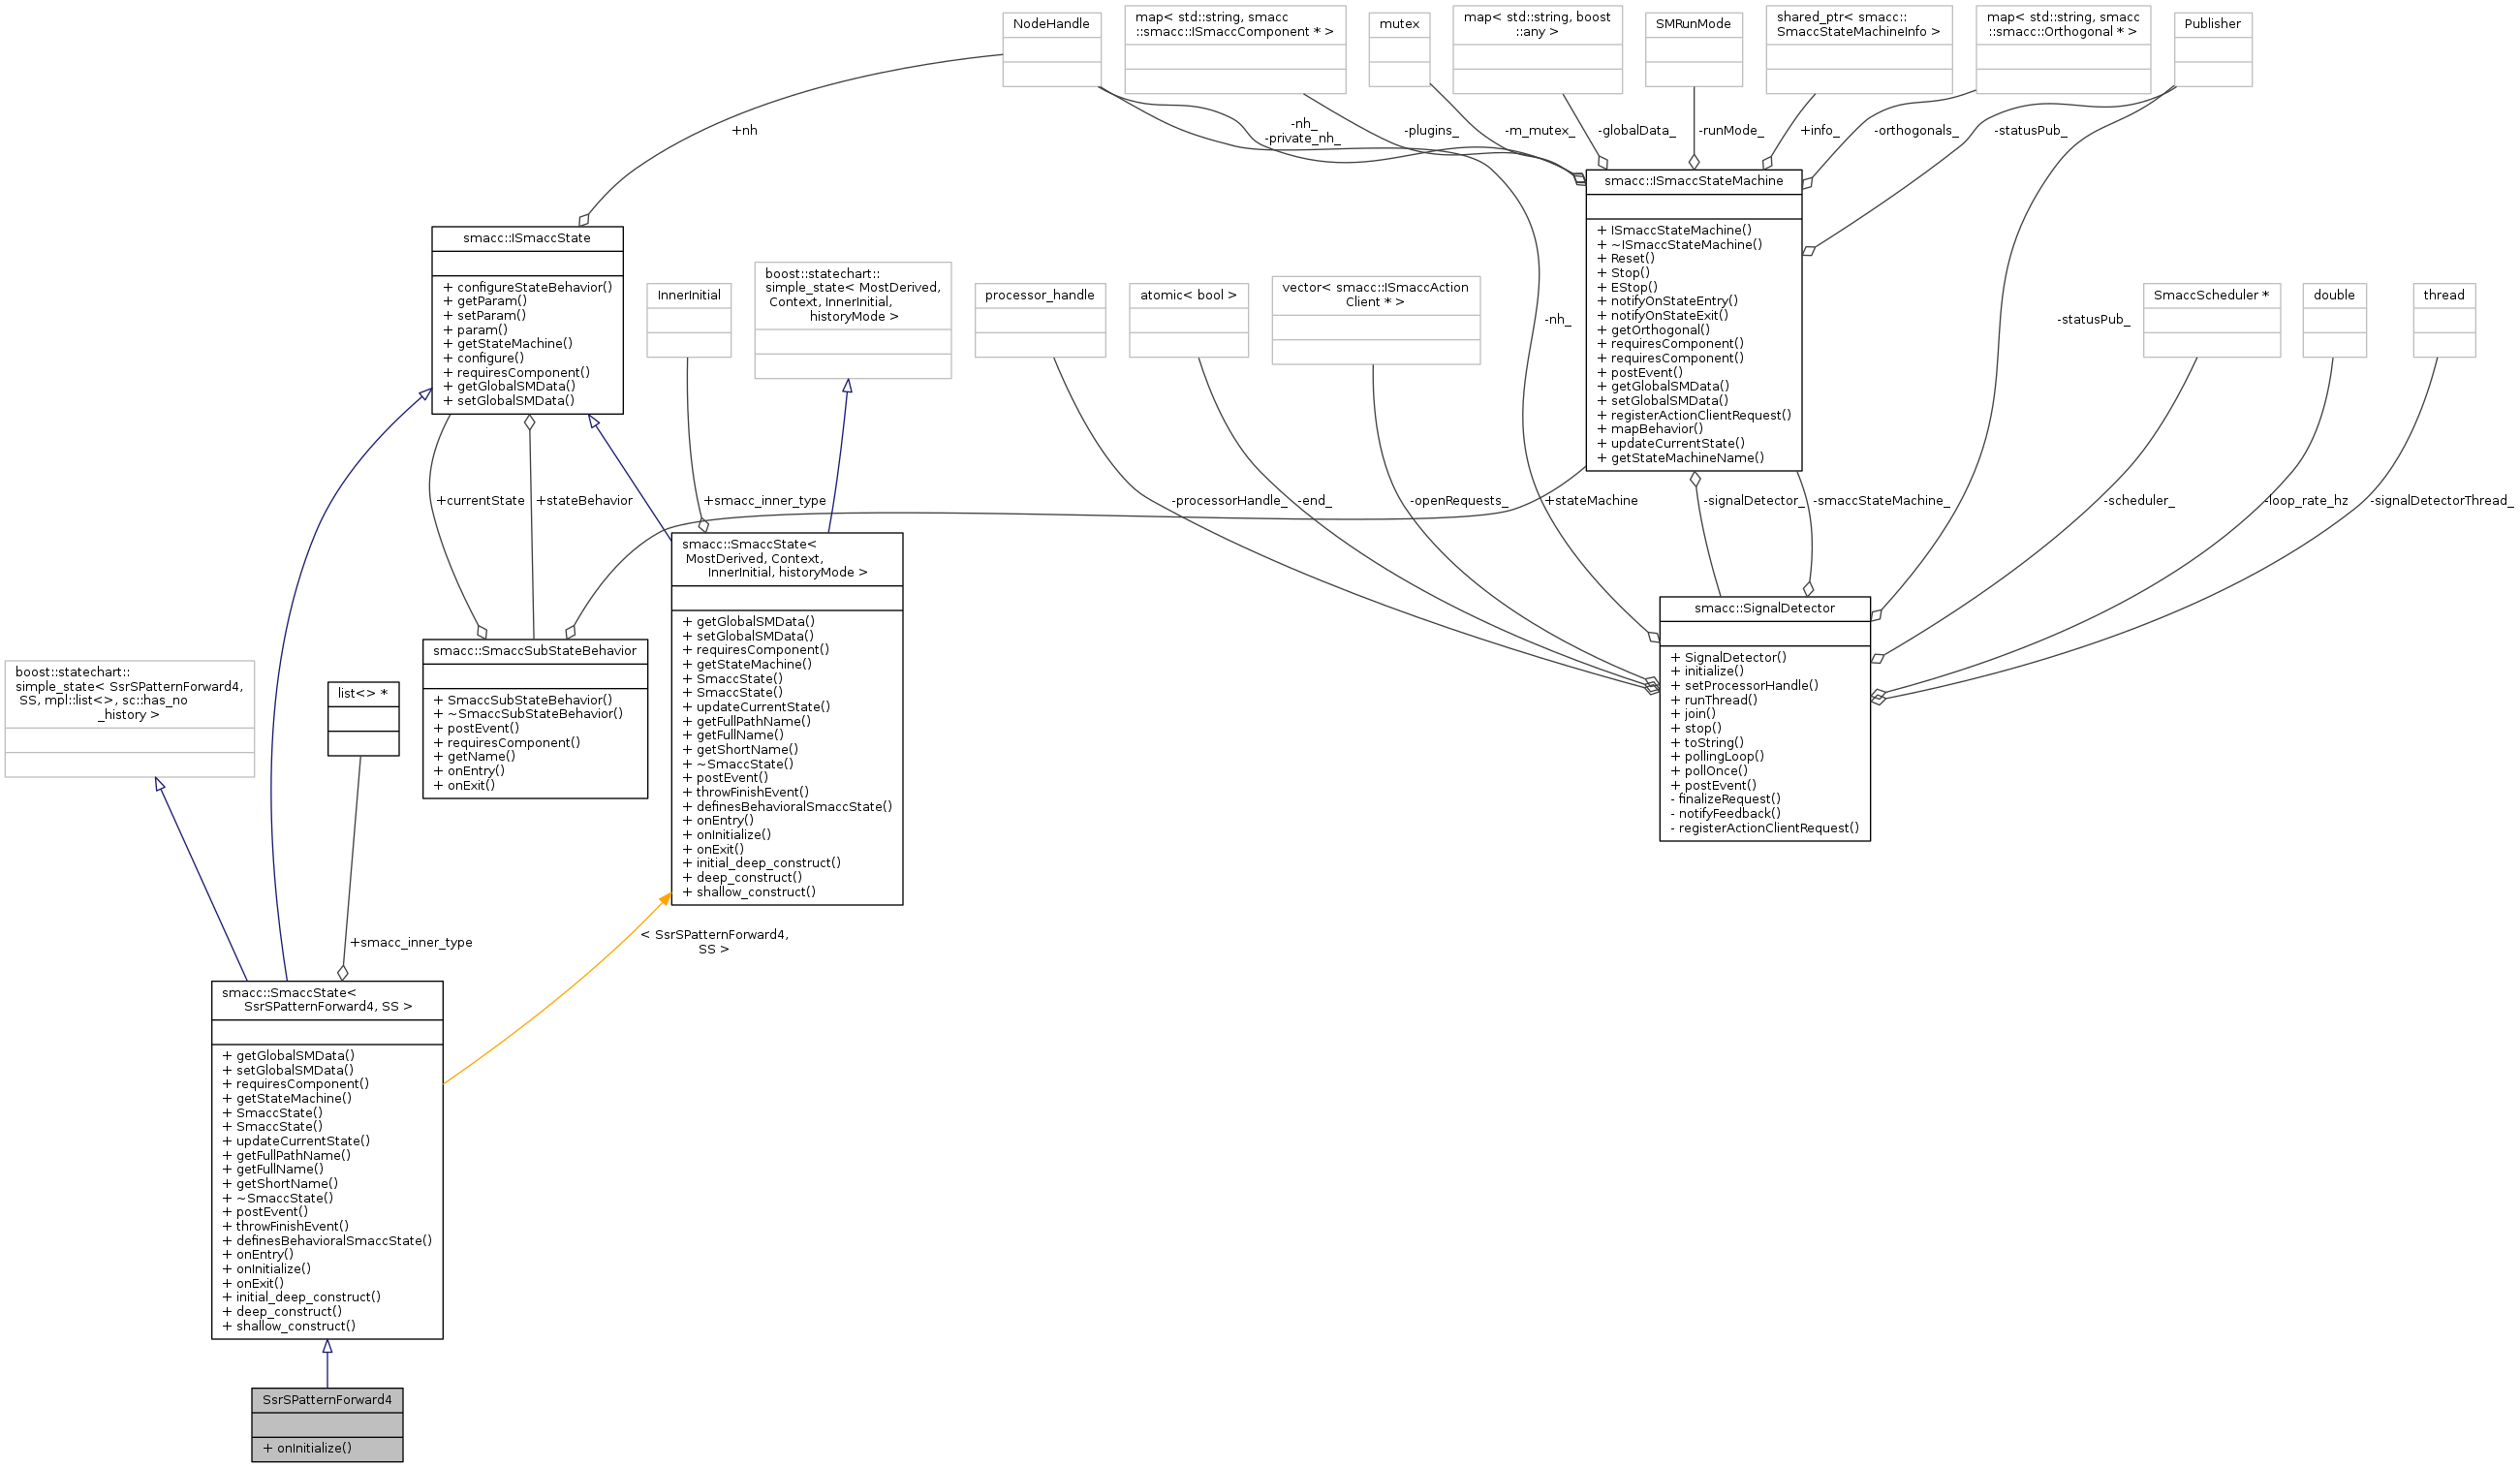 NodeHandle
map< std::string, smacc
::smacc::ISmaccComponent * >
mutex
map< std::string, boost
::any >
SMRunMode
shared_ptr< smacc::
SmaccStateMachineInfo >
map< std::string, smacc
::smacc::Orthogonal * >
Publisher
+nh
-nh_
-private_nh_
-plugins_
-m_mutex_
-globalData_
-runMode_
+info_
-orthogonals_
-statusPub_
smacc::ISmaccStateMachine
+ ISmaccStateMachine()
+ ~ISmaccStateMachine()
+ Reset()
+ Stop()
+ EStop()
+ notifyOnStateEntry()
+ notifyOnStateExit()
+ getOrthogonal()
+ requiresComponent()
+ requiresComponent()
+ postEvent()
+ getGlobalSMData()
+ setGlobalSMData()
+ registerActionClientRequest()
+ mapBehavior()
+ updateCurrentState()
+ getStateMachineName()
smacc::ISmaccState
+ configureStateBehavior()
+ getParam()
+ setParam()
+ param()
+ getStateMachine()
+ configure()
+ requiresComponent()
+ getGlobalSMData()
+ setGlobalSMData()
InnerInitial
boost::statechart::
simple_state< MostDerived,
Context, InnerInitial,
historyMode >
processor_handle
atomic< bool >
vector< smacc::ISmaccAction
Client * >
-nh_
-statusPub_
SmaccScheduler *
double
thread
+currentState
+stateBehavior
+smacc_inner_type
-processorHandle_
-end_
-openRequests_
+stateMachine
-signalDetector_
-smaccStateMachine_
-scheduler_
-loop_rate_hz
-signalDetectorThread_
smacc::SmaccState<
MostDerived, Context,
InnerInitial, historyMode >
+ getGlobalSMData()
+ setGlobalSMData()
+ requiresComponent()
+ getStateMachine()
+ SmaccState()
+ SmaccState()
+ updateCurrentState()
+ getFullPathName()
+ getFullName()
+ getShortName()
+ ~SmaccState()
+ postEvent()
+ throwFinishEvent()
+ definesBehavioralSmaccState()
+ onEntry()
+ onInitialize()
+ onExit()
+ initial_deep_construct()
+ deep_construct()
+ shallow_construct()
smacc::SignalDetector
+ SignalDetector()
+ initialize()
+ setProcessorHandle()
+ runThread()
+ join()
+ stop()
+ toString()
+ pollingLoop()
+ pollOnce()
+ postEvent()
- finalizeRequest()
- notifyFeedback()
- registerActionClientRequest()
smacc::SmaccSubStateBehavior
+ SmaccSubStateBehavior()
+ ~SmaccSubStateBehavior()
+ postEvent()
+ requiresComponent()
+ getName()
+ onEntry()
+ onExit()
boost::statechart::
simple_state< SsrSPatternForward4,
SS, mpl::list<>, sc::has_no
_history >
list<> *
+smacc_inner_type
< SsrSPatternForward4,
SS >
smacc::SmaccState<
SsrSPatternForward4, SS >
+ getGlobalSMData()
+ setGlobalSMData()
+ requiresComponent()
+ getStateMachine()
+ SmaccState()
+ SmaccState()
+ updateCurrentState()
+ getFullPathName()
+ getFullName()
+ getShortName()
+ ~SmaccState()
+ postEvent()
+ throwFinishEvent()
+ definesBehavioralSmaccState()
+ onEntry()
+ onInitialize()
+ onExit()
+ initial_deep_construct()
+ deep_construct()
+ shallow_construct()
SsrSPatternForward4
+ onInitialize()